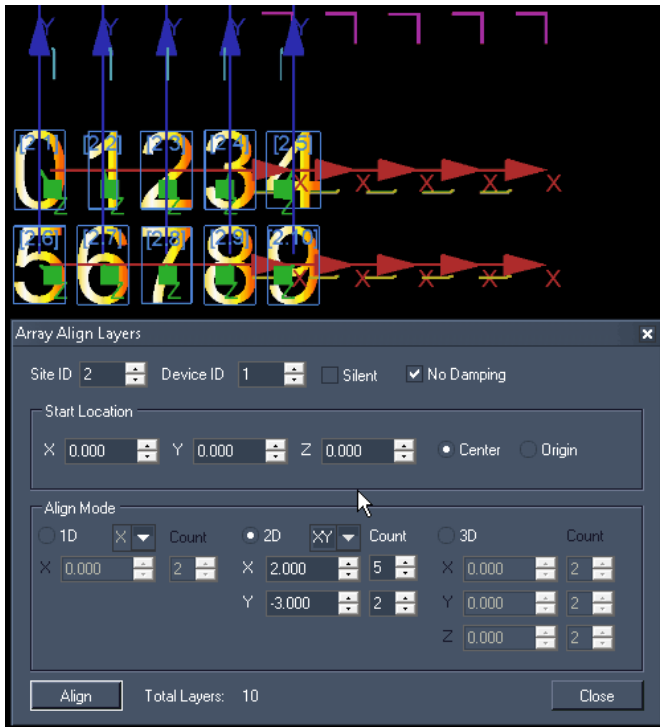 Y Y Y Y Y
[2:1] [2:2] [2:3] [2:4] [2:5]
0 1 2 3 4
X X X X X
Z Z Z Z Z
[2:6] [2:7] [2:8] [2:9] [2:10]
5 6 7 8 9
X X X X X
Z Z Z Z Z
Array Align Layers
Site ID 2 Device ID 1 Silent No Damping
Start Location
X 0.000 Y 0.000 Z 0.000 Center Origin
Align Mode
1D X Count 2D XY Count 3D Count
X 0.000 2 X 2.000 5 X 0.000 2
Y -3.000 2 Y 0.000 2
Z 0.000 2
Align Total Layers: 10 Close